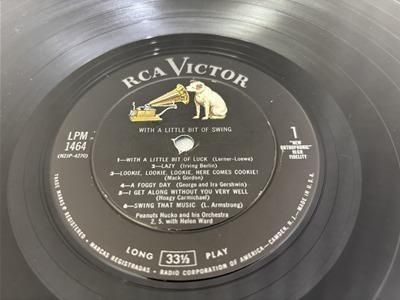 RCA VICTOR
WITH A LITTLE BIT OF SWING
LPM
1464
(H2JP-4270)
1
"NEW
ORTHOPHONIC"
HIGH
FIDELITY
1—WITH A LITTLE BIT OF LUCK (Lerner-Loewe)
2—LAZY (Irving Berlin)
3—LOOKIE, LOOKIE, LOOKIE, HERE COMES COOKIE!
(Mack Gordon)
4—A FOGGY DAY (George and Ira Gershwin)
5—I GET ALONG WITHOUT YOU VERY WELL
(Hoagy Carmichael)
6—SWING THAT MUSIC (L. Armstrong)
Peanuts Hucko and his Orchestra
2, 5, with Helen Ward
LONG 33⅓ PLAY
TRADE MARKS REGISTERED • MARCAS REGISTRADAS • RADIO CORPORATION OF AMERICA — CAMDEN, N. J. — MADE IN U.S.A.